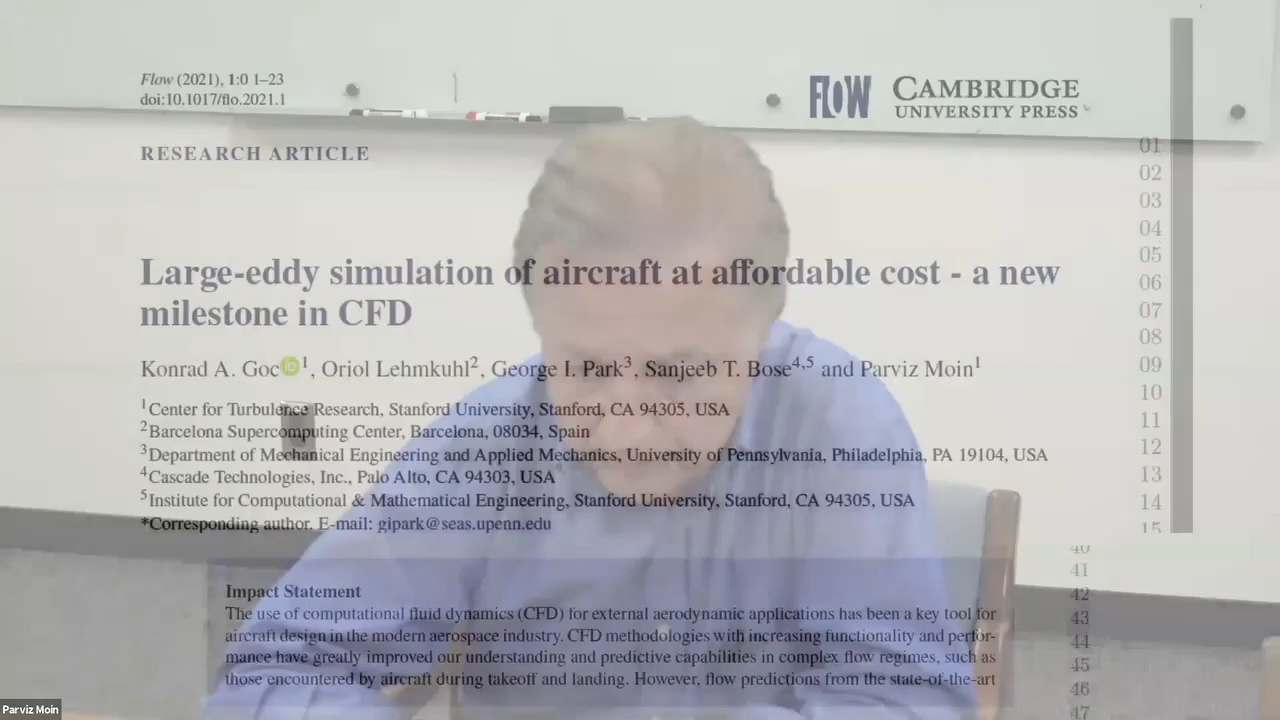 Flow (2021), 1:0 1–23
doi:10.1017/flo.2021.1
FLOW CAMBRIDGE
UNIVERSITY PRESS
RESEARCH ARTICLE
01
02
03
04
05
06
07
08
09
10
11
12
13
14
15
Large-eddy simulation of aircraft at affordable cost - a new
milestone in CFD
Konrad A. Goc iD 1, Oriol Lehmkuhl2, George I. Park3, Sanjeeb T. Bose4,5 and Parviz Moin1
1Center for Turbulence Research, Stanford University, Stanford, CA 94305, USA
2Barcelona Supercomputing Center, Barcelona, 08034, Spain
3Department of Mechanical Engineering and Applied Mechanics, University of Pennsylvania, Philadelphia, PA 19104, USA
4Cascade Technologies, Inc., Palo Alto, CA 94303, USA
5Institute for Computational & Mathematical Engineering, Stanford University, Stanford, CA 94305, USA
*Corresponding author. E-mail: gipark@seas.upenn.edu
40
41
42
43
44
45
46
47
Impact Statement
The use of computational fluid dynamics (CFD) for external aerodynamic applications has been a key tool for
aircraft design in the modern aerospace industry. CFD methodologies with increasing functionality and perfor-
mance have greatly improved our understanding and predictive capabilities in complex flow regimes, such as
those encountered by aircraft during takeoff and landing. However, flow predictions from the state-of-the-art
Parviz Moin